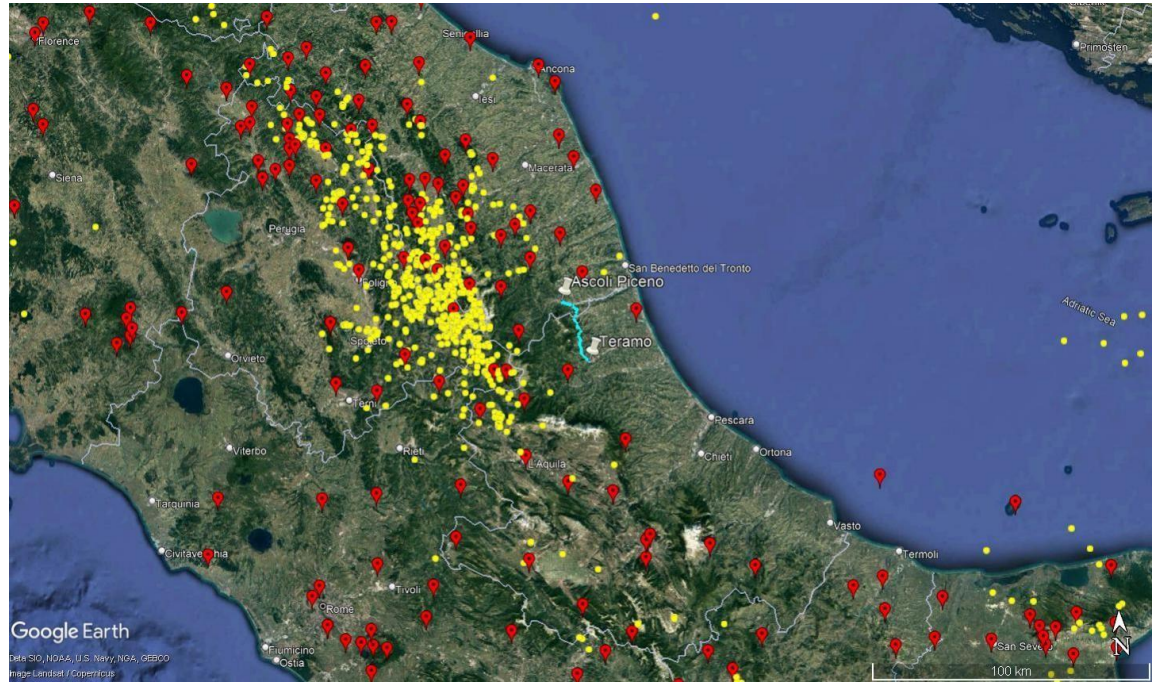 Florence
Senigallia
Primosten
Ancona
Iesi
Macerata
Siena
Perugia
San Benedetto del Tronto
Ascoli Piceno
Foligno
Adriatic Sea
Teramo
Spoleto
Orvieto
Terni
Pescara
Viterbo
Rieti
Chieti
Ortona
L'Aquila
Tarquinia
Vasto
Civitavecchia
Termoli
Tivoli
Rome
Google Earth
Fiumicino
San Severo
N
Ostia
Data SIO, NOAA, U.S. Navy, NGA, GEBCO
Image Landsat / Copernicus
100 km